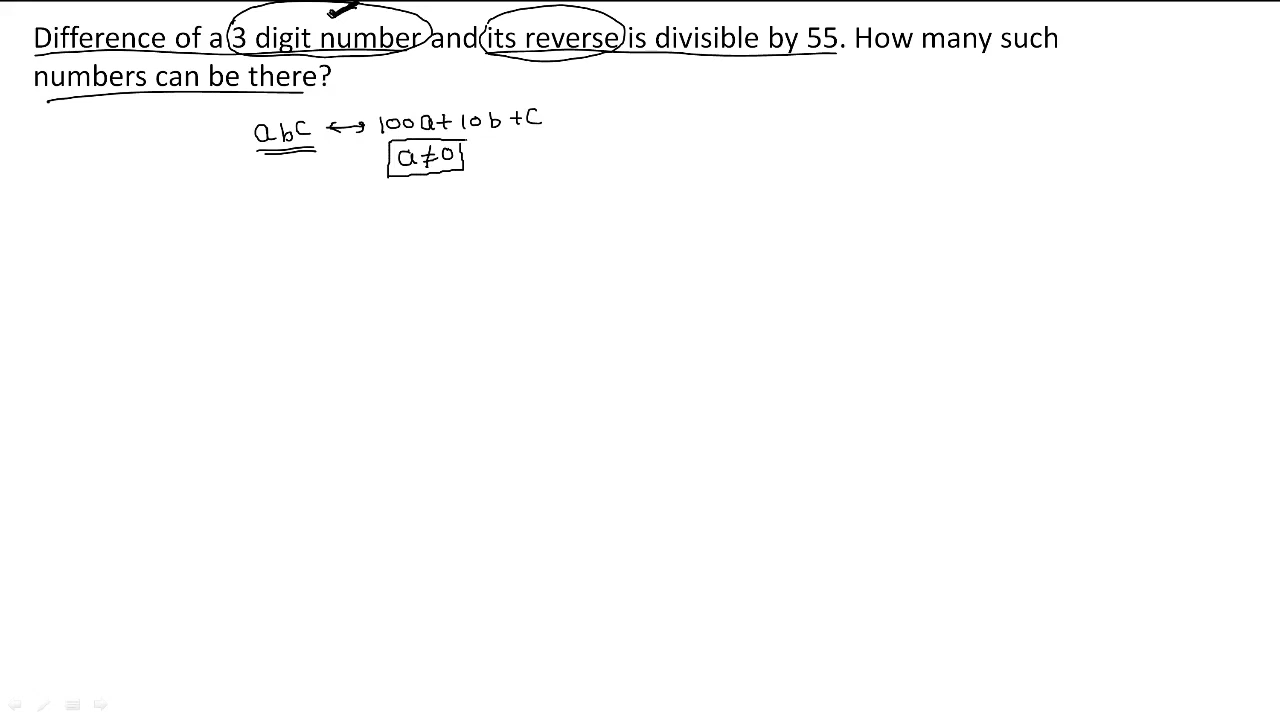 Difference of a 3 digit number and its reverse is divisible by 55. How many such
numbers can be there?
abc ↔ 100a+10b+c
a≠0